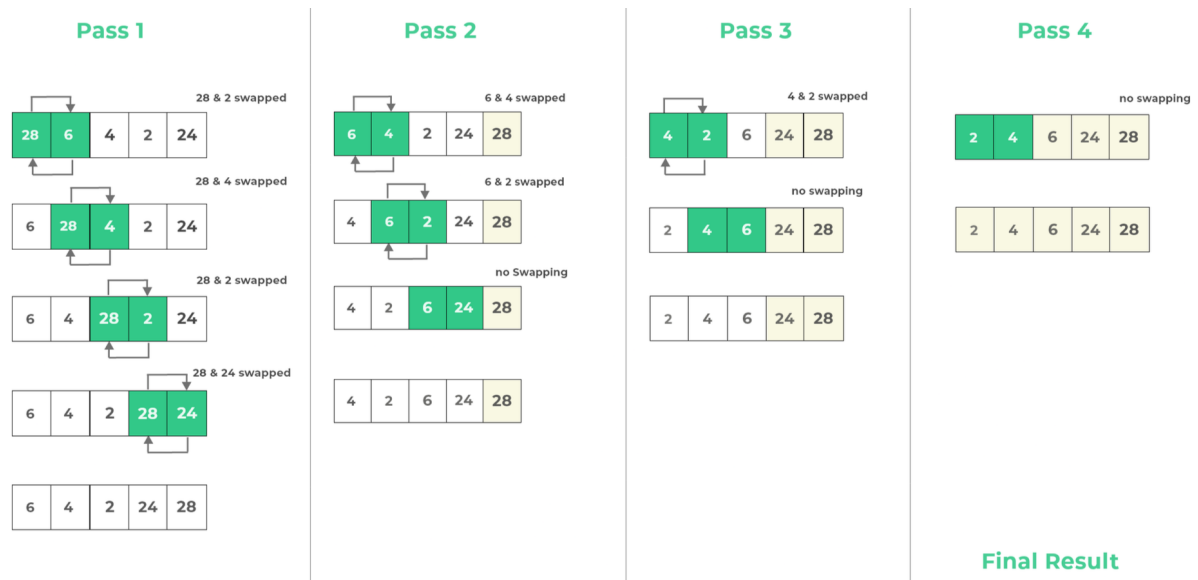 Pass 1
28 & 2 swapped
28 6 4 2 24
28 & 4 swapped
6 28 4 2 24
28 & 2 swapped
6 4 28 2 24
28 & 24 swapped
6 4 2 28 24
6 4 2 24 28
Pass 2
6 & 4 swapped
6 4 2 24 28
6 & 2 swapped
4 6 2 24 28
no Swapping
4 2 6 24 28
4 2 6 24 28
Pass 3
4 & 2 swapped
4 2 6 24 28
no swapping
2 4 6 24 28
2 4 6 24 28
Pass 4
no swapping
2 4 6 24 28
2 4 6 24 28
Final Result